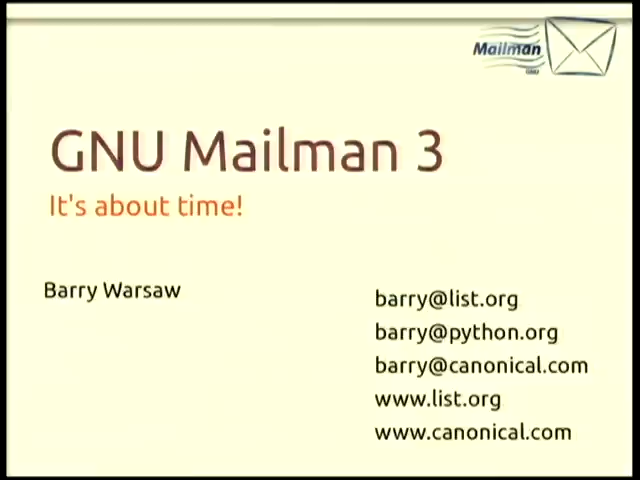 Mailman
GNU
GNU Mailman 3
It's about time!
Barry Warsaw
barry@list.org
barry@python.org
barry@canonical.com
www.list.org
www.canonical.com